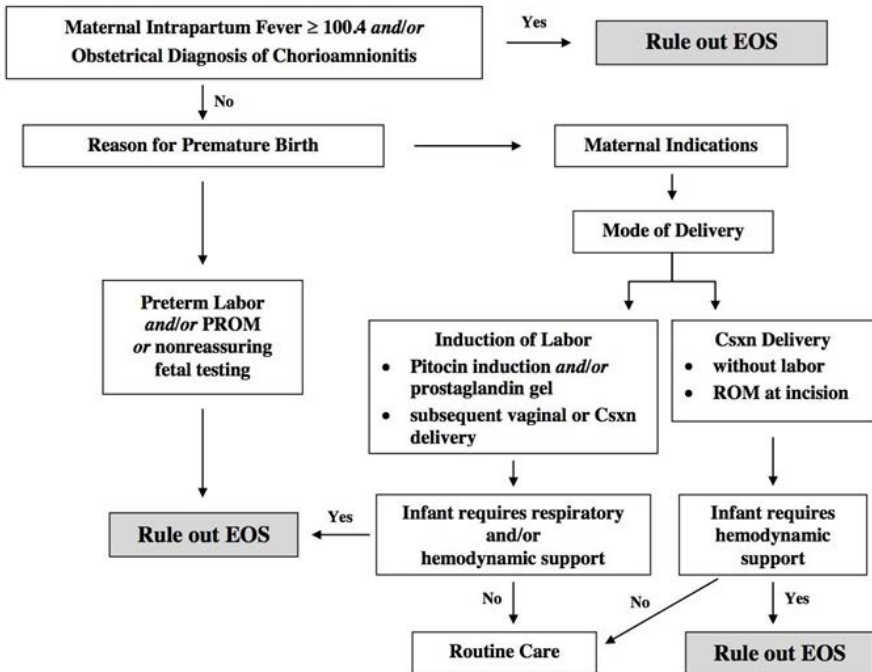 Maternal Intrapartum Fever ≥ 100.4 and/or
Obstetrical Diagnosis of Chorioamnionitis
Yes
Rule out EOS
No
Reason for Premature Birth
Maternal Indications
Mode of Delivery
Preterm Labor
and/or PROM
or nonreassuring
fetal testing
Induction of Labor
• Pitocin induction and/or
prostaglandin gel
• subsequent vaginal or Csxn
delivery
Csxn Delivery
• without labor
• ROM at incision
Rule out EOS
Yes
Infant requires respiratory
and/or
hemodynamic support
Infant requires
hemodynamic
support
No
No
Yes
Routine Care
Rule out EOS